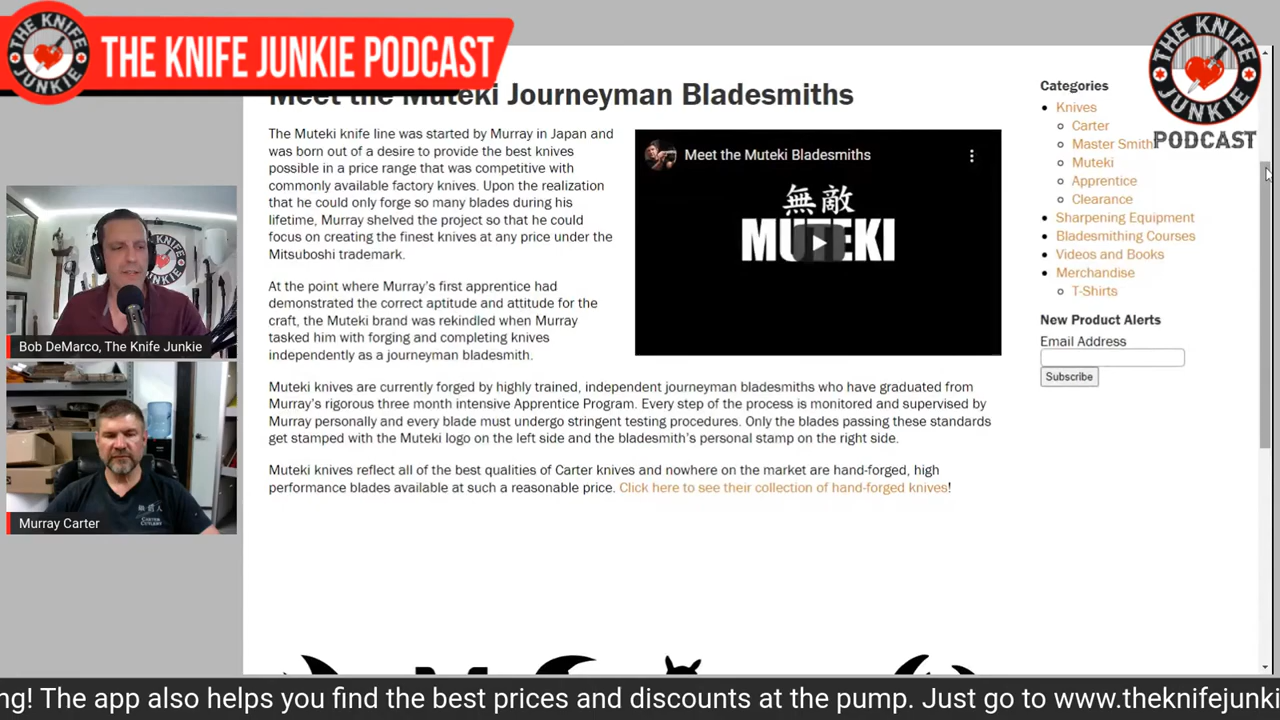 THE KNIFE JUNKIE PODCAST
THE KNIFE
JUNKIE
THE KNIFE
JUNKIE
PODCAST
Meet the Muteki Journeyman Bladesmiths
The Muteki knife line was started by Murray in Japan and
was born out of a desire to provide the best knives
possible in a price range that was competitive with
commonly available factory knives. Upon the realization
that he could only forge so many blades during his
lifetime, Murray shelved the project so that he could
focus on creating the finest knives at any price under the
Mitsuboshi trademark.
At the point where Murray’s first apprentice had
demonstrated the correct aptitude and attitude for the
craft, the Muteki brand was rekindled when Murray
tasked him with forging and completing knives
independently as a journeyman bladesmith.
Meet the Muteki Bladesmiths
無敵
MUTEKI
Muteki knives are currently forged by highly trained, independent journeyman bladesmiths who have graduated from
Murray’s rigorous three month intensive Apprentice Program. Every step of the process is monitored and supervised by
Murray personally and every blade must undergo stringent testing procedures. Only the blades passing these standards
get stamped with the Muteki logo on the left side and the bladesmith’s personal stamp on the right side.
Muteki knives reflect all of the best qualities of Carter knives and nowhere on the market are hand-forged, high
performance blades available at such a reasonable price. Click here to see their collection of hand-forged knives!
Categories
Knives
Carter
Master Smith
Muteki
Apprentice
Clearance
Sharpening Equipment
Bladesmithing Courses
Videos and Books
Merchandise
T-Shirts
New Product Alerts
Email Address
Subscribe
Bob DeMarco, The Knife Junkie
CARTER
CUTLERY
Murray Carter
ng! The app also helps you find the best prices and discounts at the pump. Just go to www.theknifejunki